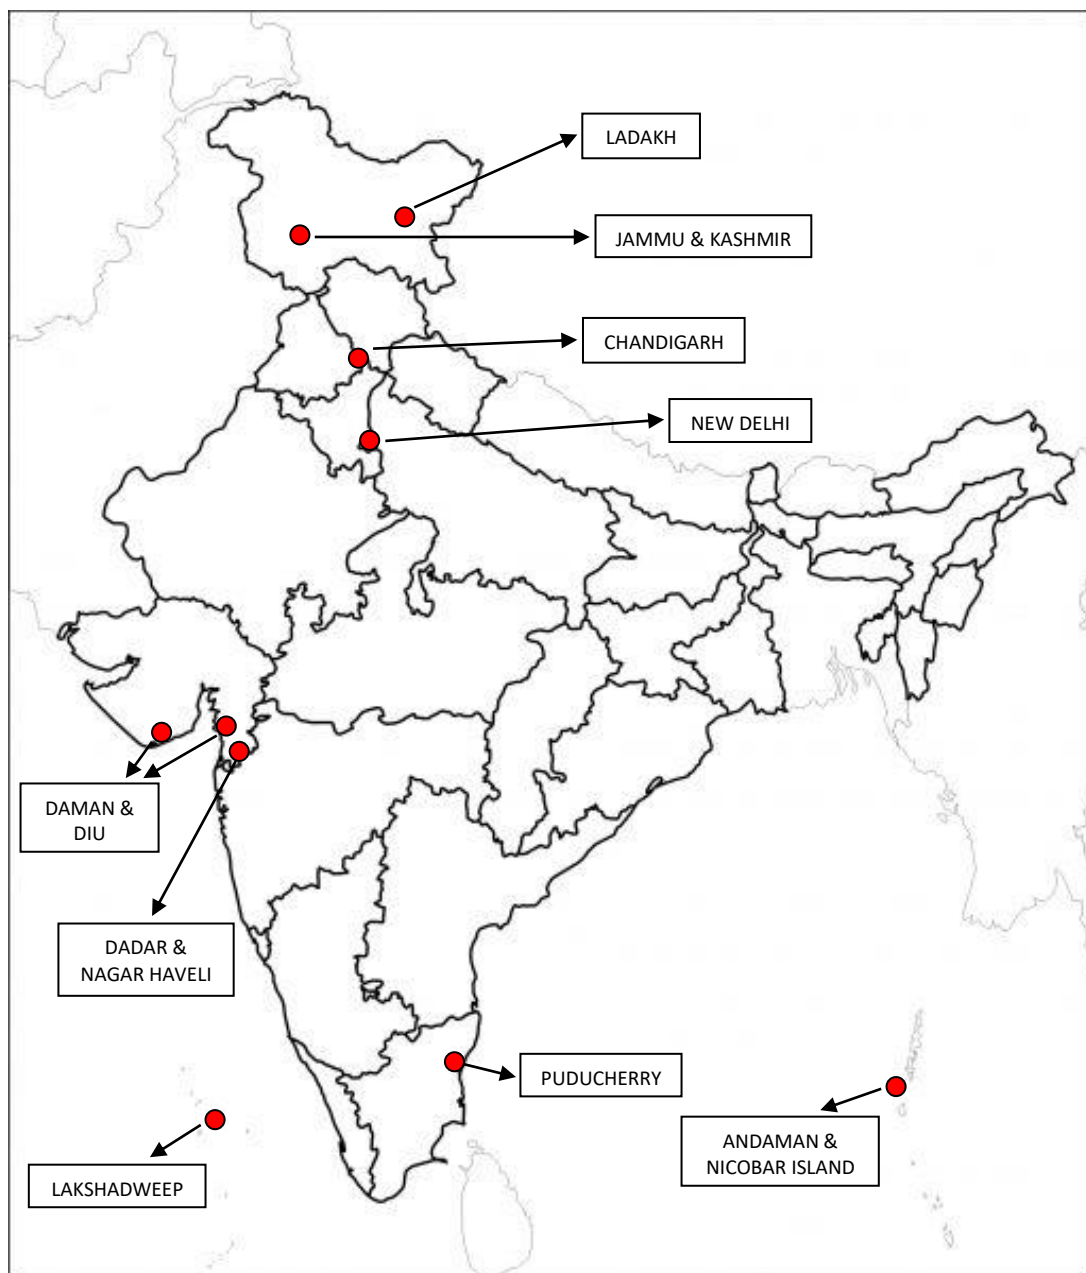 LADAKH
JAMMU & KASHMIR
CHANDIGARH
NEW DELHI
DAMAN &
DIU
DADAR &
NAGAR HAVELI
PUDUCHERRY
ANDAMAN &
NICOBAR ISLAND
LAKSHADWEEP